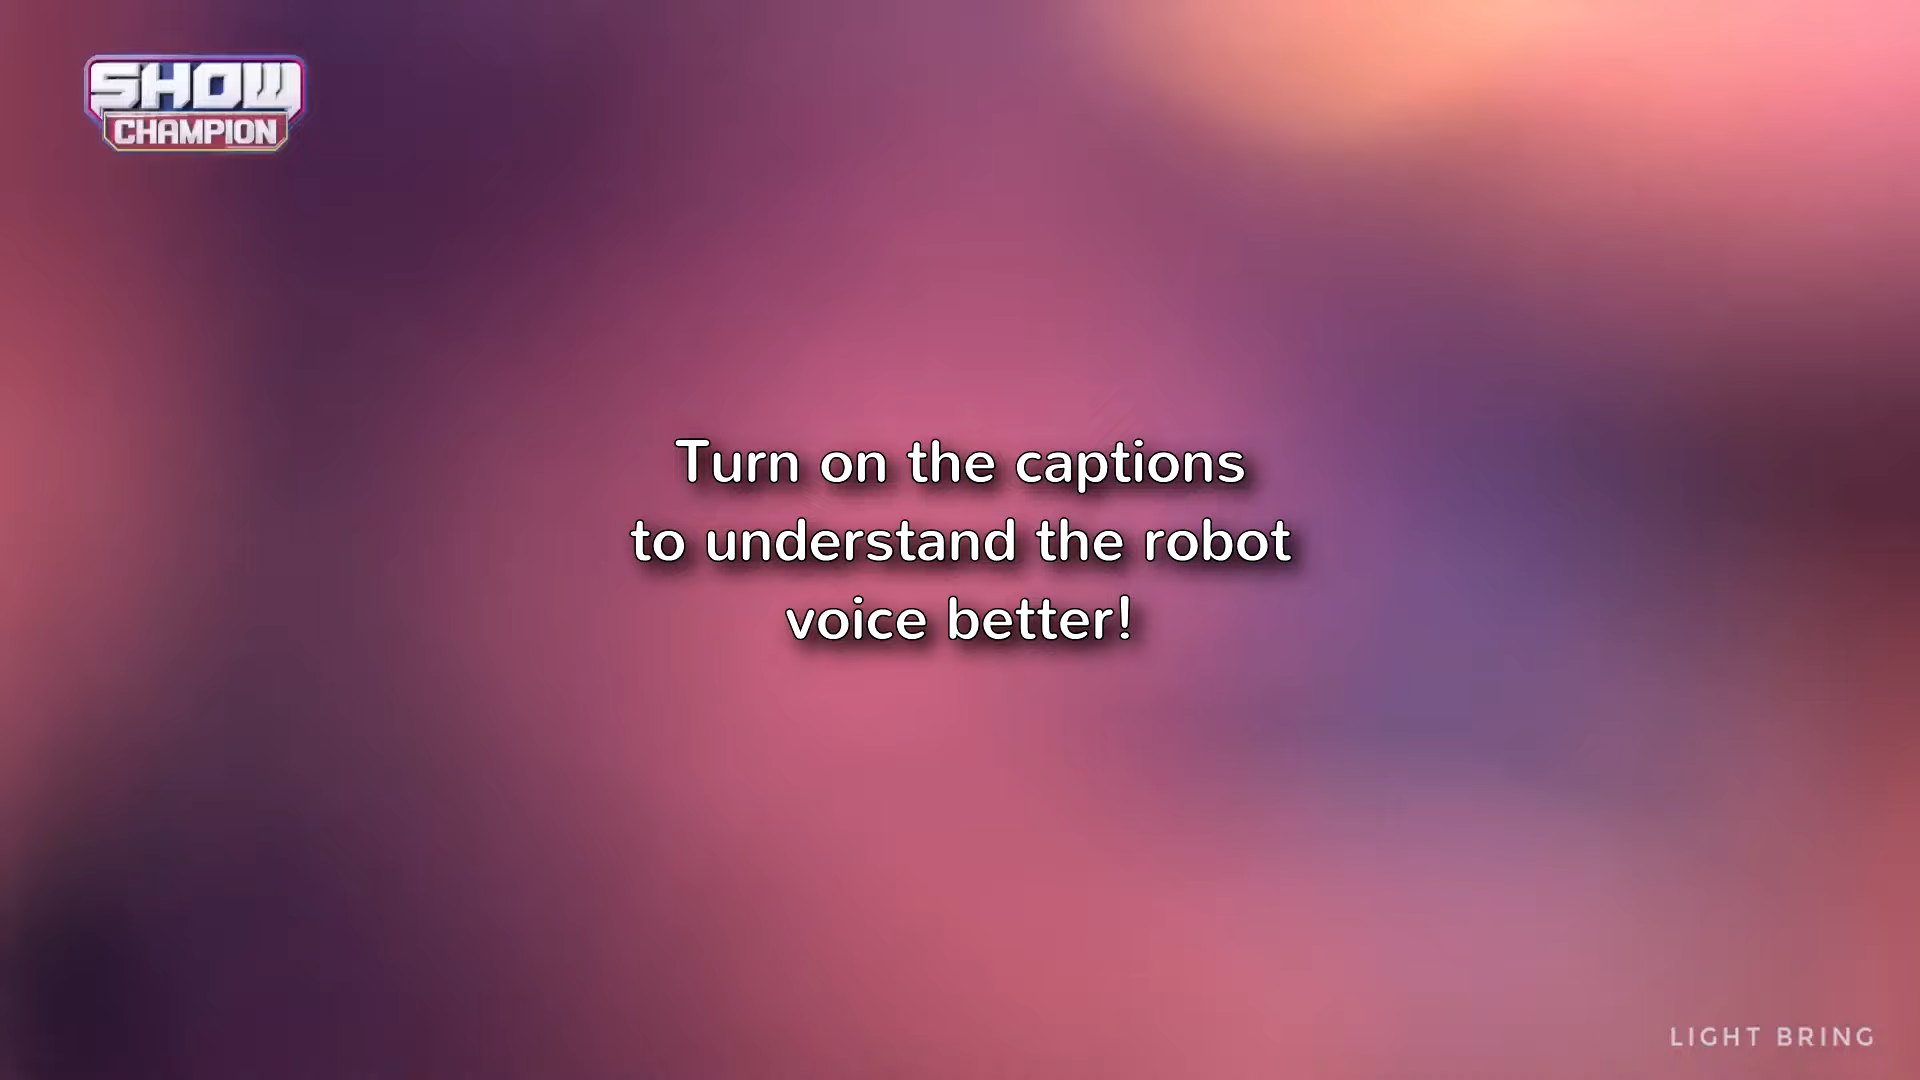 SHOW
CHAMPION
Turn on the captions
to understand the robot
voice better!
LIGHT BRING